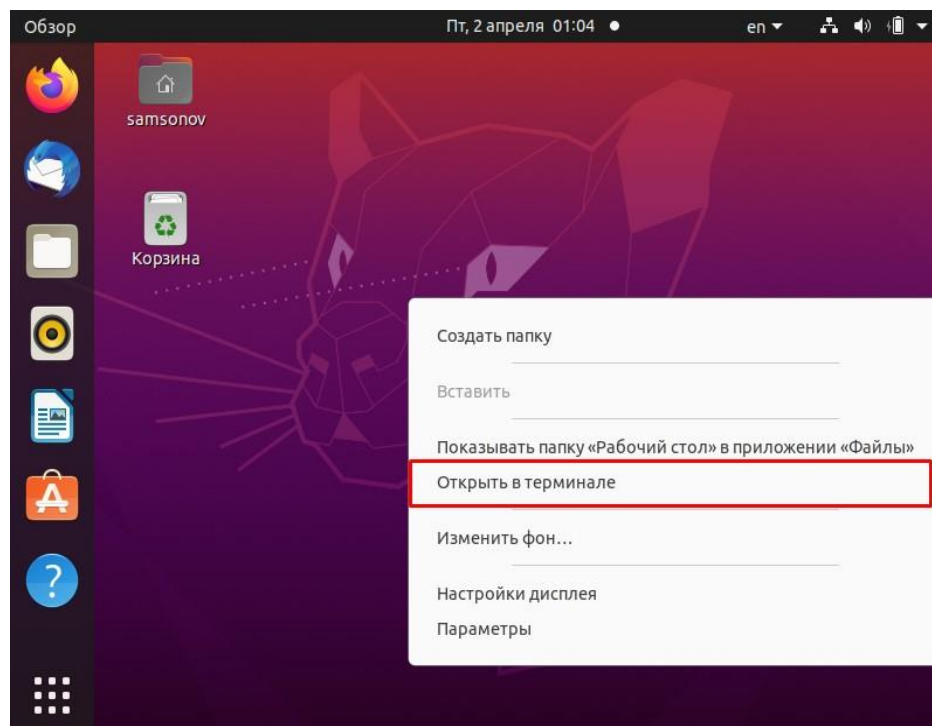 Обзор
Пт, 2 апреля 01:04
en
samsonov
Корзина
Создать папку
Вставить
Показывать папку «Рабочий стол» в приложении «Файлы»
Открыть в терминале
Изменить фон...
Настройки дисплея
Параметры